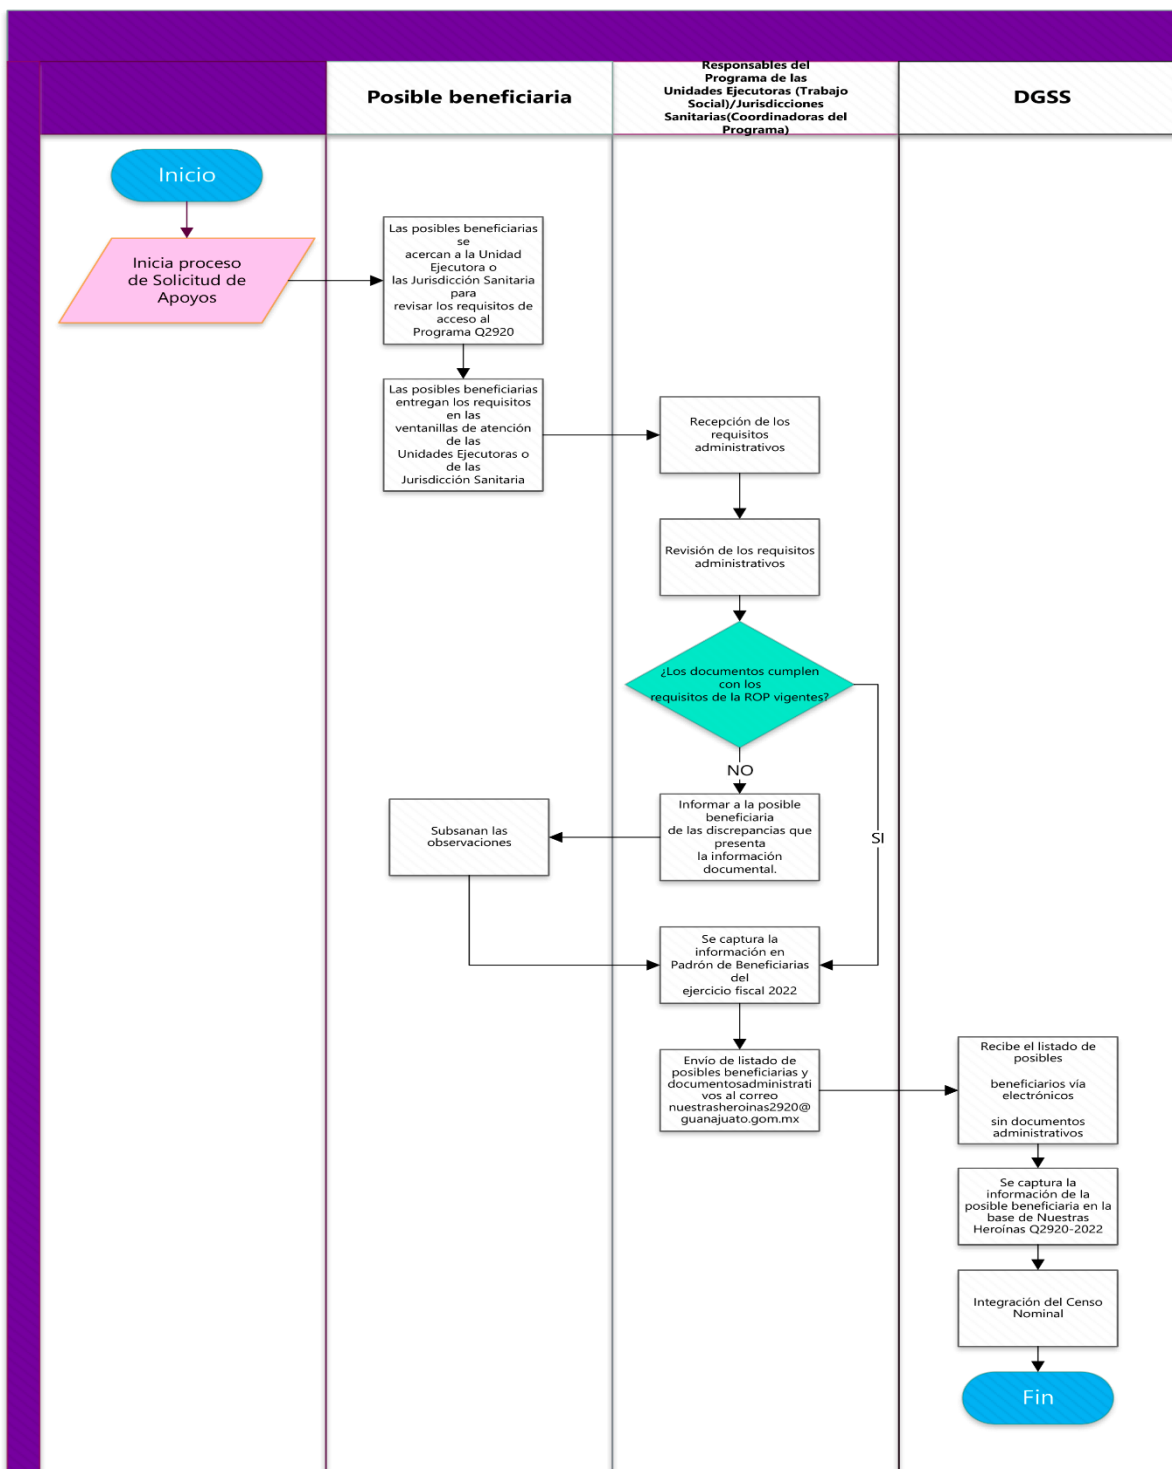 Posible beneficiaria
Responsables del
Programa de las
Unidades Ejecutoras (Trabajo
Social)/Jurisdicciones
Sanitarias(Coordinadoras del
Programa)
DGSS
Inicio
Inicia proceso
de Solicitud de
Apoyos
Las posibles beneficiarias
se
acercan a la Unidad
Ejecutora o
las Jurisdicción Sanitaria
para
revisar los requisitos de
acceso al
Programa Q2920
Las posibles beneficiarias
entregan los requisitos
en las
ventanillas de atención
de las
Unidades Ejecutoras o
de las
Jurisdicción Sanitaria
Recepción de los
requisitos
administrativos
Revisión de los requisitos
administrativos
¿Los documentos cumplen
con los
requisitos de la ROP vigentes?
NO
SI
Informar a la posible
beneficiaria
de las discrepancias que
presenta
la información
documental.
Subsanan las
observaciones
Se captura la
información en
Padrón de Beneficiarias
del
ejercicio fiscal 2022
Envío de listado de
posibles beneficiarias y
documentosadministrati
vos al correo
nuestrasheroinas2920@
guanajuato.gom.mx
Recibe el listado de
posibles
beneficiarios vía
electrónicos
sin documentos
administrativos
Se captura la
información de la
posible beneficiaria en la
base de Nuestras
Heroínas Q2920-2022
Integración del Censo
Nominal
Fin